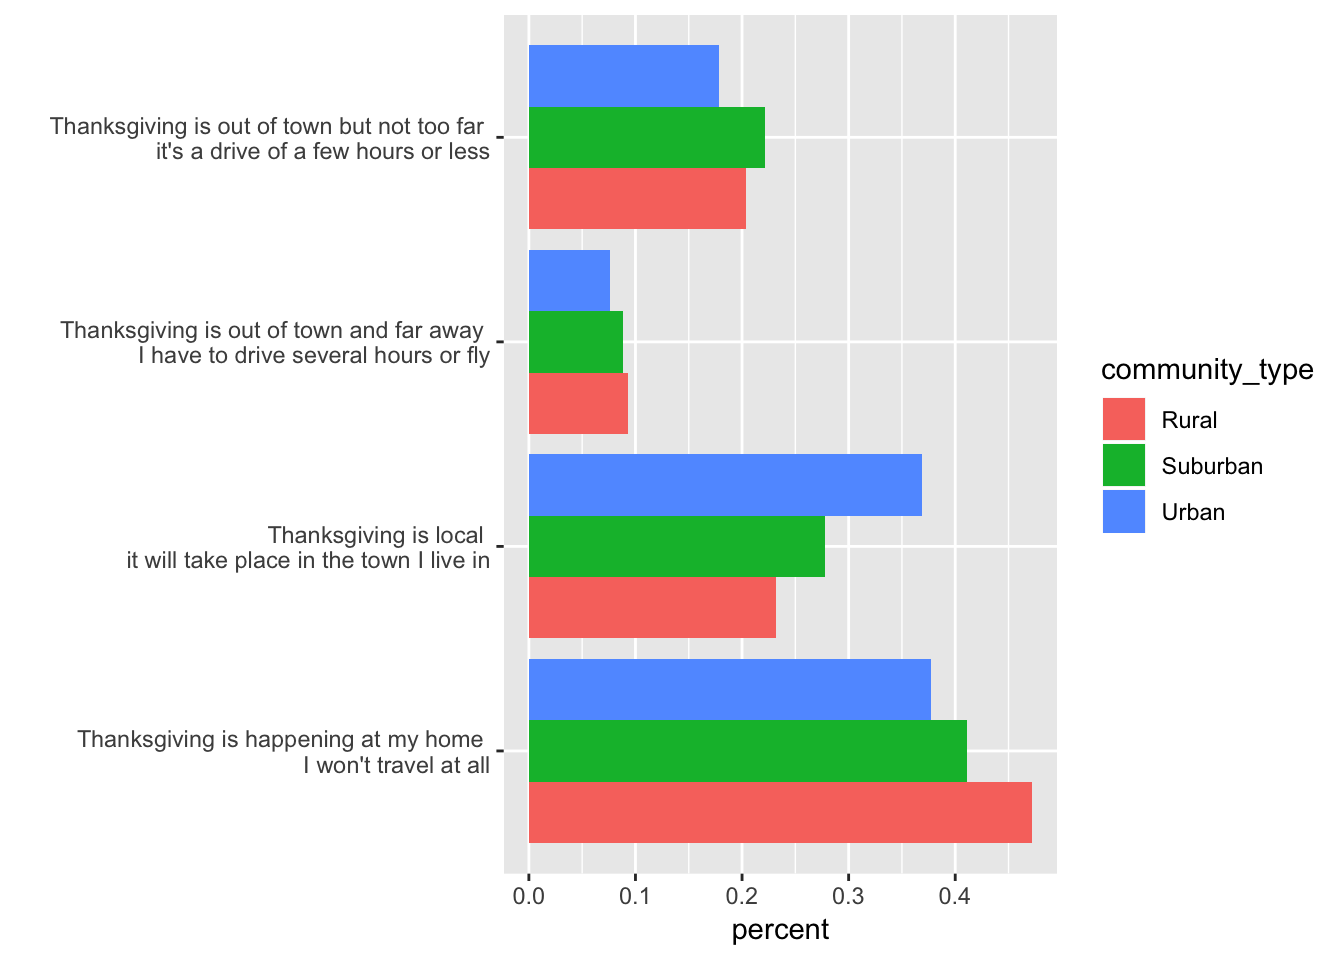 Thanksgiving is out of town but not too far
it's a drive of a few hours or less
Thanksgiving is out of town and far away
I have to drive several hours or fly
Thanksgiving is local
it will take place in the town I live in
Thanksgiving is happening at my home
I won't travel at all
0.0 0.1 0.2 0.3 0.4
percent
community_type
Rural
Suburban
Urban